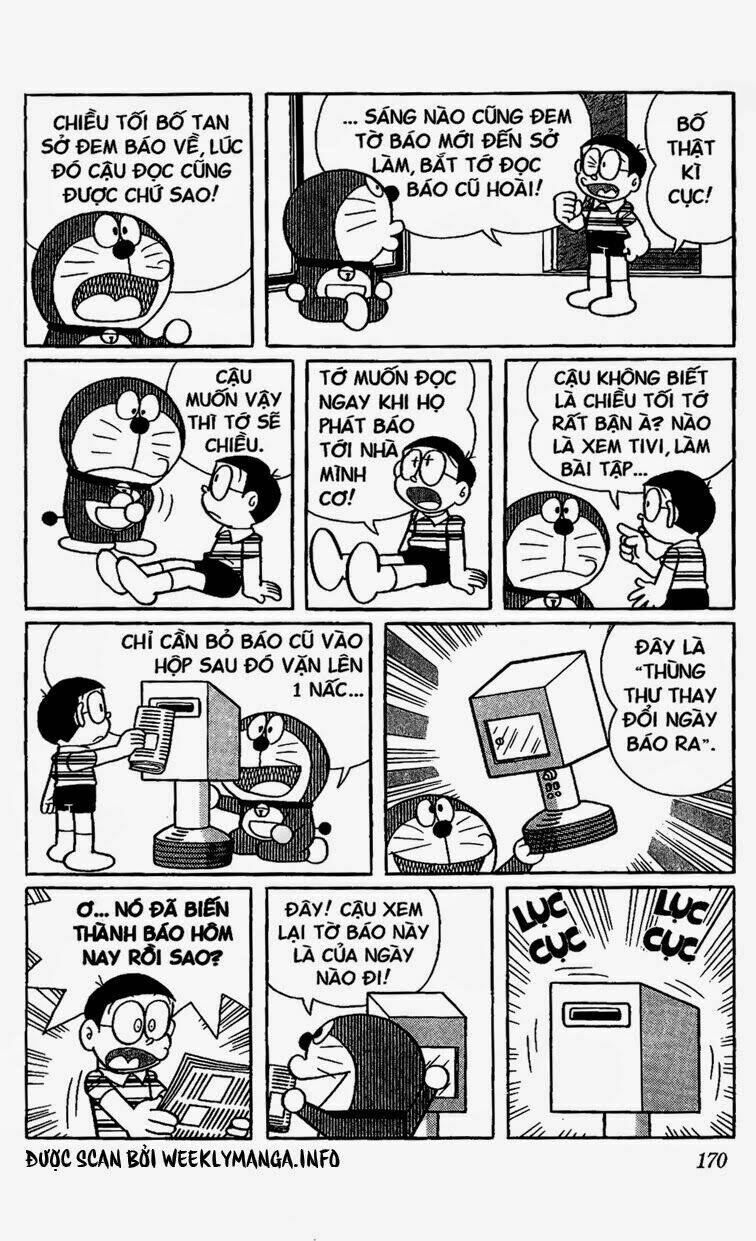 BỐ
THẬT
KÌ
CỤC!
... SÁNG NÀO CŨNG ĐEM
TỜ BÁO MỚI ĐẾN SỞ
LÀM, BẮT TỚ ĐỌC
BÁO CŨ HOÀI!
CHIỀU TỐI BỐ TAN
SỞ ĐEM BÁO VỀ, LÚC
ĐÓ CẬU ĐỌC CŨNG
ĐƯỢC CHỨ SAO!
CẬU KHÔNG BIẾT
LÀ CHIỀU TỐI TỚ
RẤT BẬN À? NÀO
LÀ XEM TIVI, LÀM
BÀI TẬP...
TỚ MUỐN ĐỌC
NGAY KHI HỌ
PHÁT BÁO
TỚI NHÀ
MÌNH
CƠ!
CẬU
MUỐN VẬY
THÌ TỚ SẼ
CHIỀU.
ĐÂY LÀ
"THÙNG
THƯ THAY
ĐỔI NGÀY
BÁO RA".
CHỈ CẦN BỎ BÁO CŨ VÀO
HỘP SAU ĐÓ VẶN LÊN
1 NẤC...
LỤC
CỤC
LỤC
CỤC
ĐÂY! CẬU XEM
LẠI TỜ BÁO NÀY
LÀ CỦA NGÀY
NÀO ĐI!
Ơ... NÓ ĐÃ BIẾN
THÀNH BÁO HÔM
NAY RỒI SAO?
ĐƯỢC SCAN BỞI WEEKLYMANGA.INFO
170